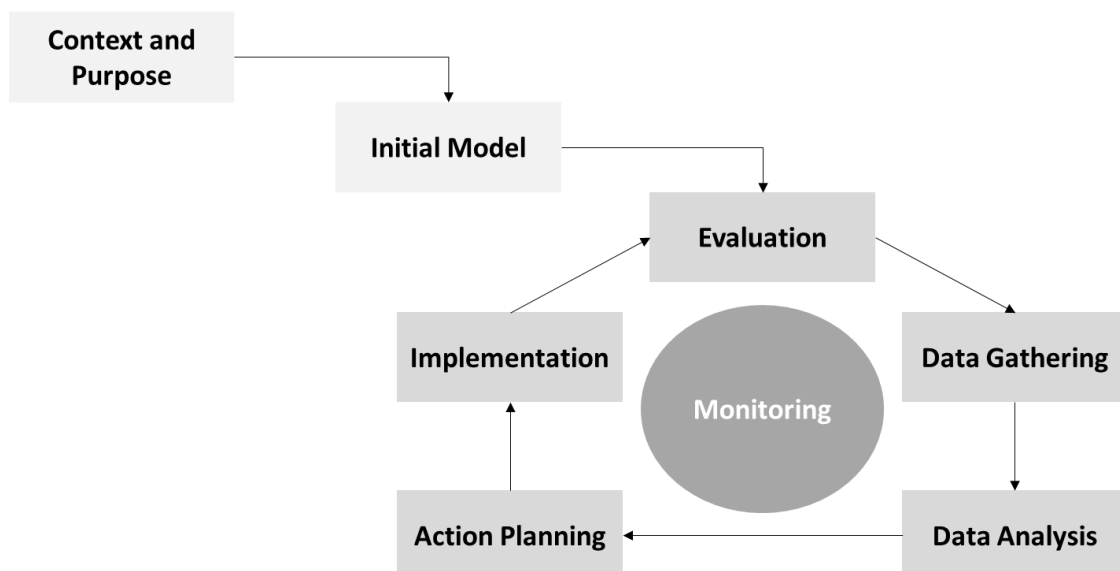 Context and
Purpose
Initial Model
Evaluation
Implementation
Data Gathering
Monitoring
Action Planning
Data Analysis